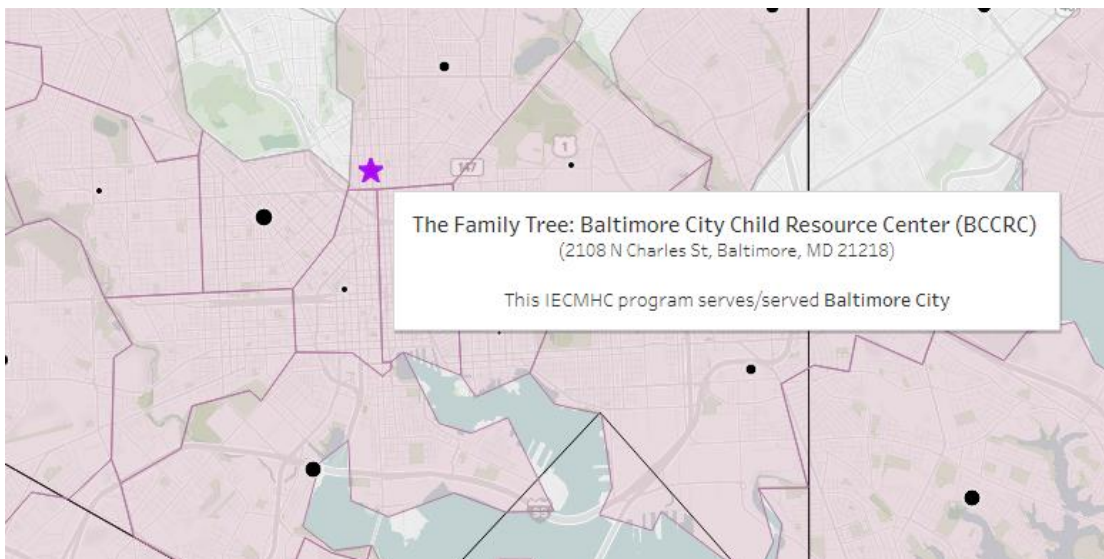 1
147
The Family Tree: Baltimore City Child Resource Center (BCCRC)
(2108 N Charles St, Baltimore, MD 21218)
This IECMHC program serves/served Baltimore City